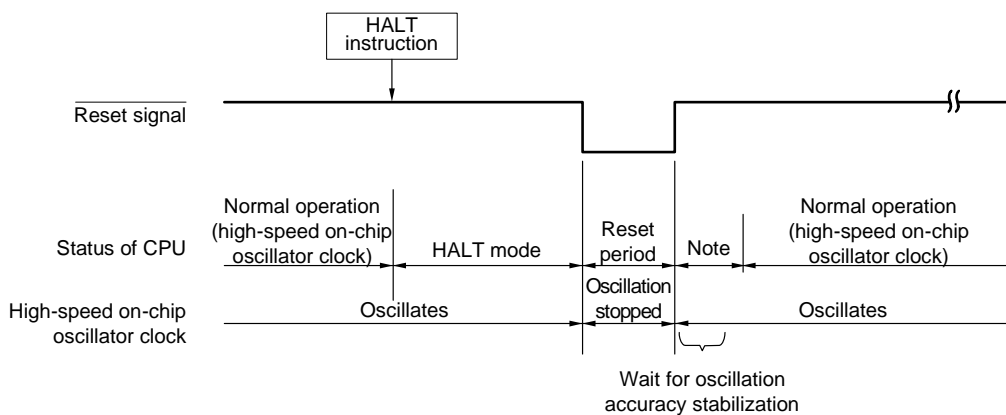 HALT
instruction
Reset signal
Normal operation
(high-speed on-chip
oscillator clock)
HALT mode
Reset
period
Note
Normal operation
(high-speed on-chip
oscillator clock)
Status of CPU
High-speed on-chip
oscillator clock
Oscillates
Oscillation
stopped
Oscillates
Wait for oscillation
accuracy stabilization